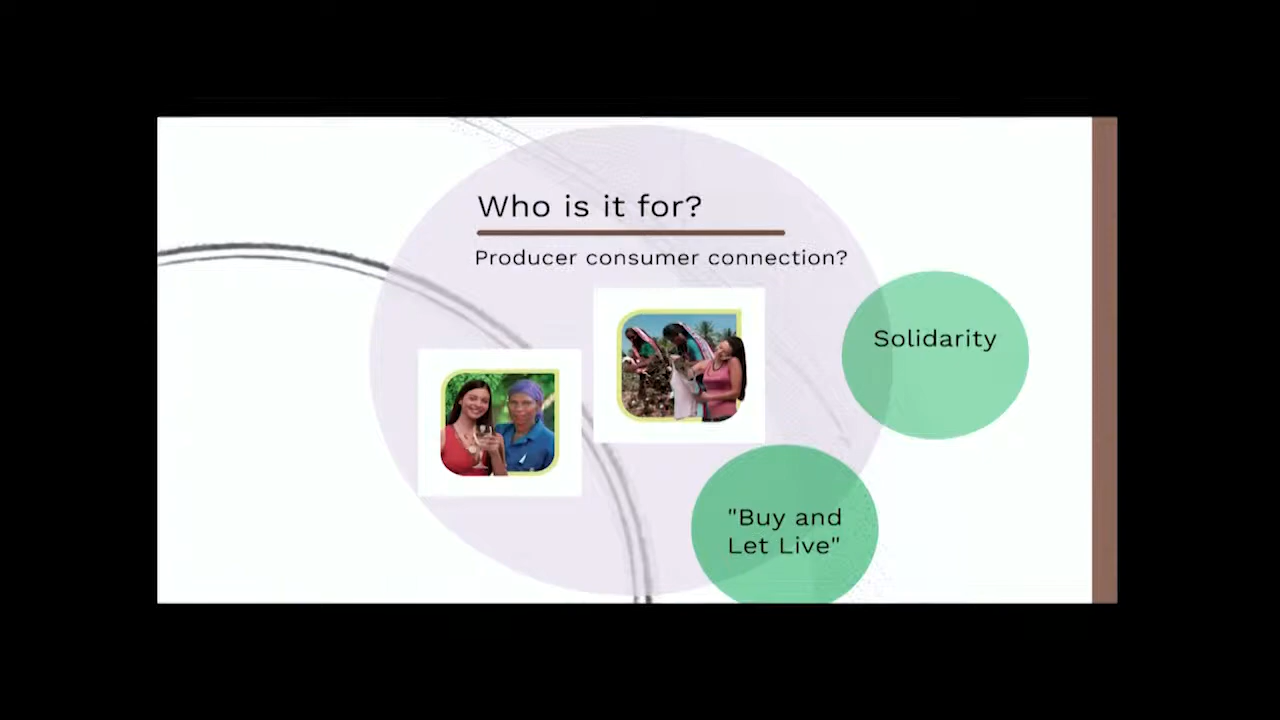 Who is it for?
Producer consumer connection?
Solidarity
"Buy and
Let Live"